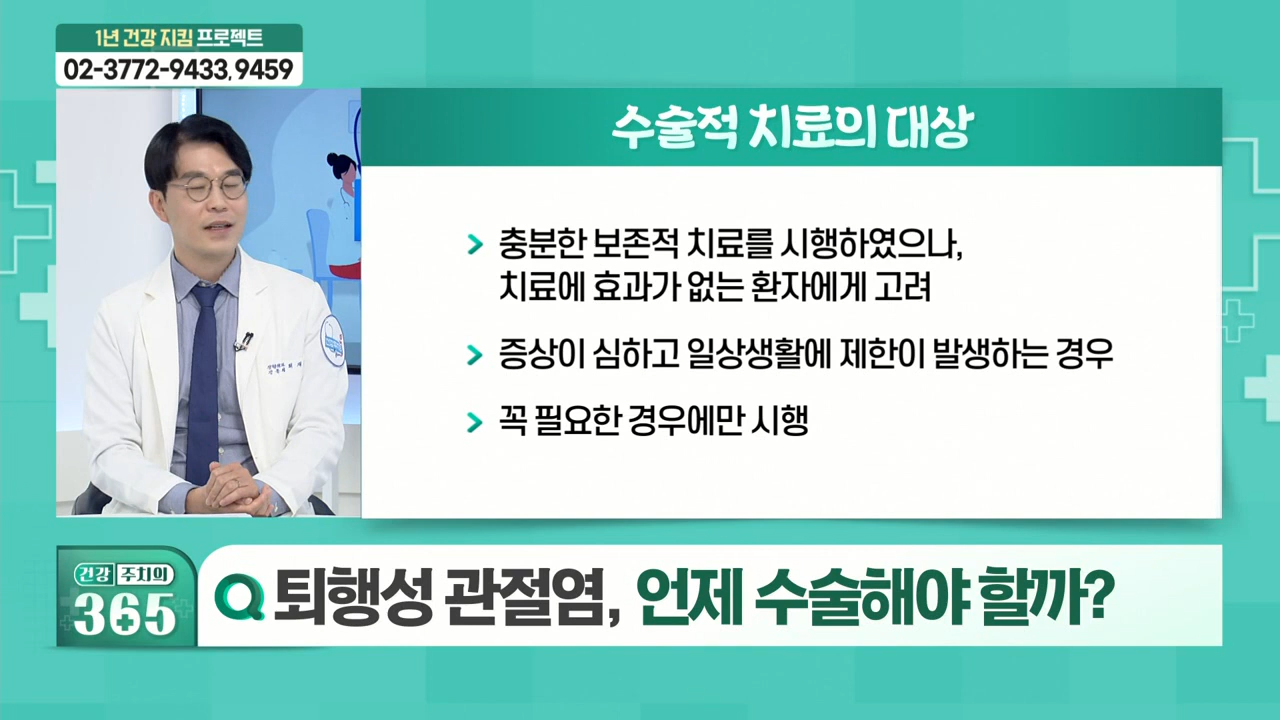 1년 건강 지킴 프로젝트
02-3772-9433, 9459
수술적 치료의 대상
충분한 보존적 치료를 시행하였으나,
치료에 효과가 없는 환자에게 고려
증상이 심하고 일상생활에 제한이 발생하는 경우
꼭 필요한 경우에만 시행
건강 주치의
365
Q 퇴행성 관절염, 언제 수술해야 할까?